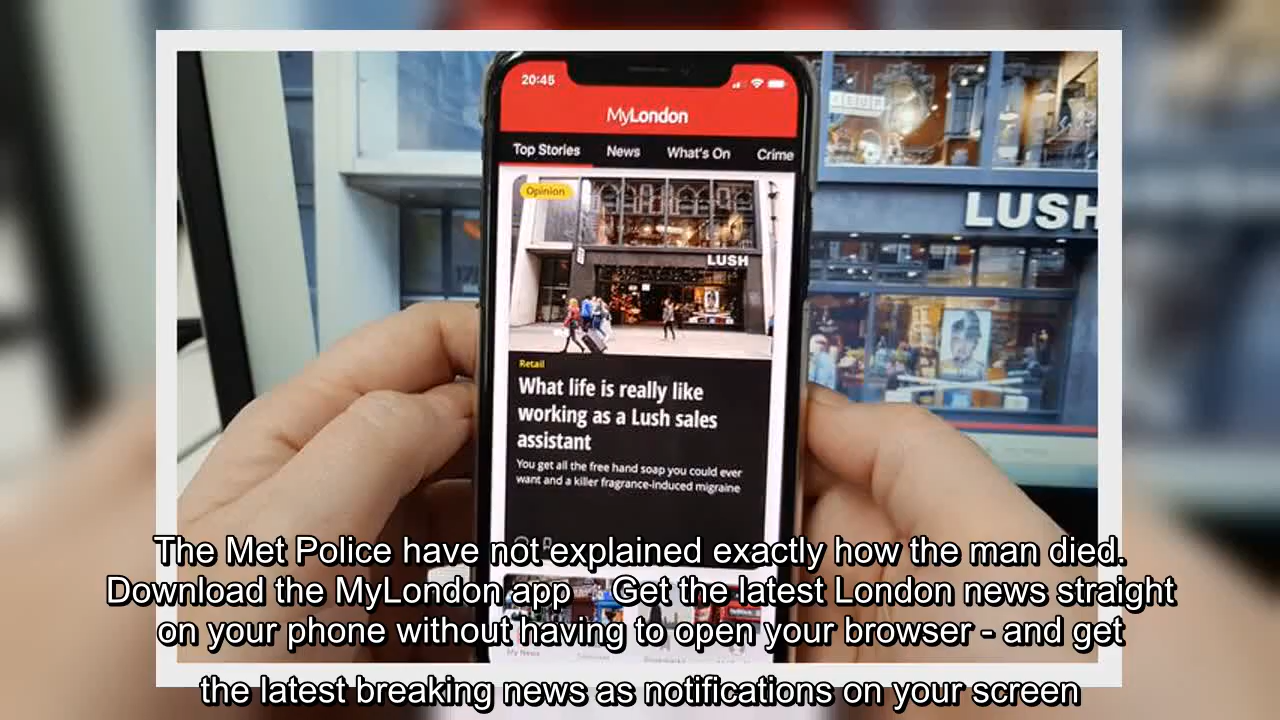 20:45
MyLondon
Top Stories News What's On Crime
Opinion
LUSH
LUSH
Retail
What life is really like
working as a Lush sales
assistant
You get all the free hand soap you could ever
want and a killer fragrance-induced migraine
The Met Police have not explained exactly how the man died.
Download the MyLondon app Get the latest London news straight
on your phone without having to open your browser - and get
My News
the latest breaking news as notifications on your screen